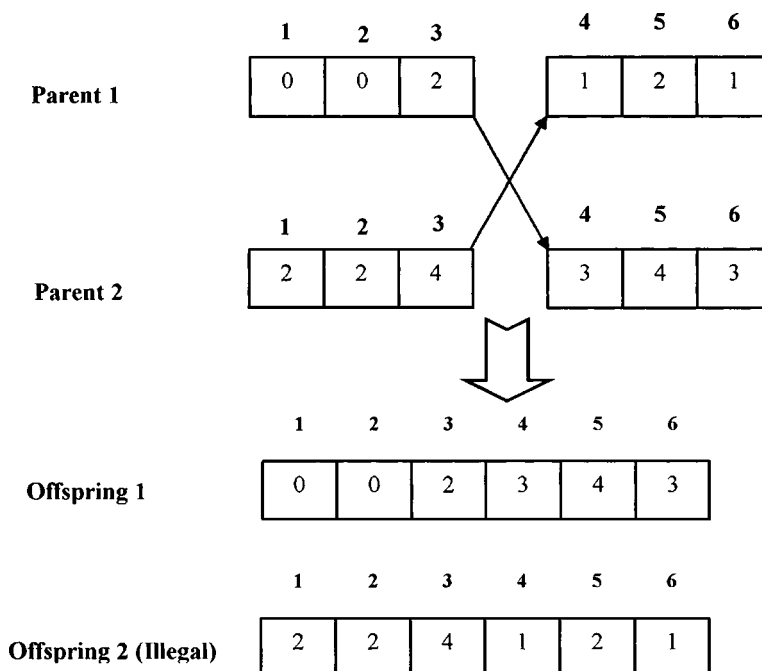 1 2 3 4 5 6
Parent 1 0 0 2 1 2 1
1 2 3 4 5 6
Parent 2 2 2 4 3 4 3
1 2 3 4 5 6
Offspring 1 0 0 2 3 4 3
1 2 3 4 5 6
Offspring 2 (Illegal) 2 2 4 1 2 1